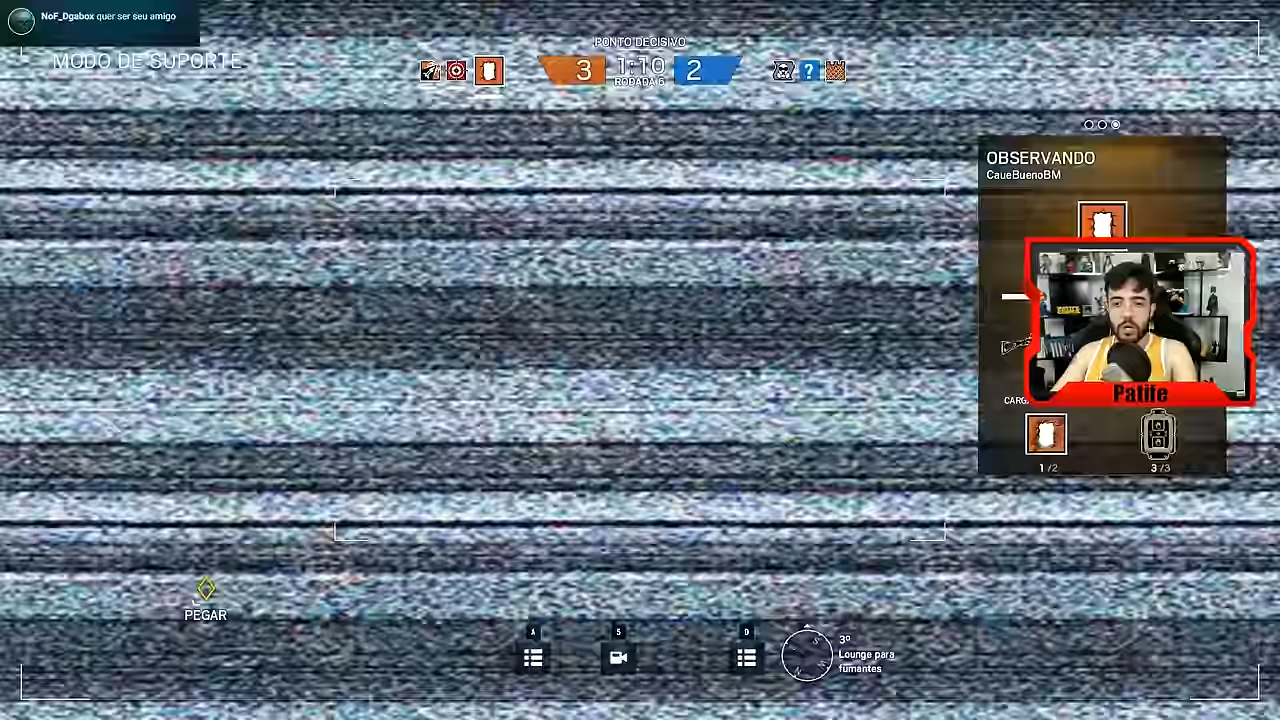 NoF_Dgabox quer ser seu amigo
MODO DE SUPORTE
PONTO DECISIVO
3
1:10
2
RODADA 6
?
OBSERVANDO
CaueBuenoBM
Patife
1/2
3/3
PEGAR
A
S
D
3º
Lounge para
fumantes
S
N